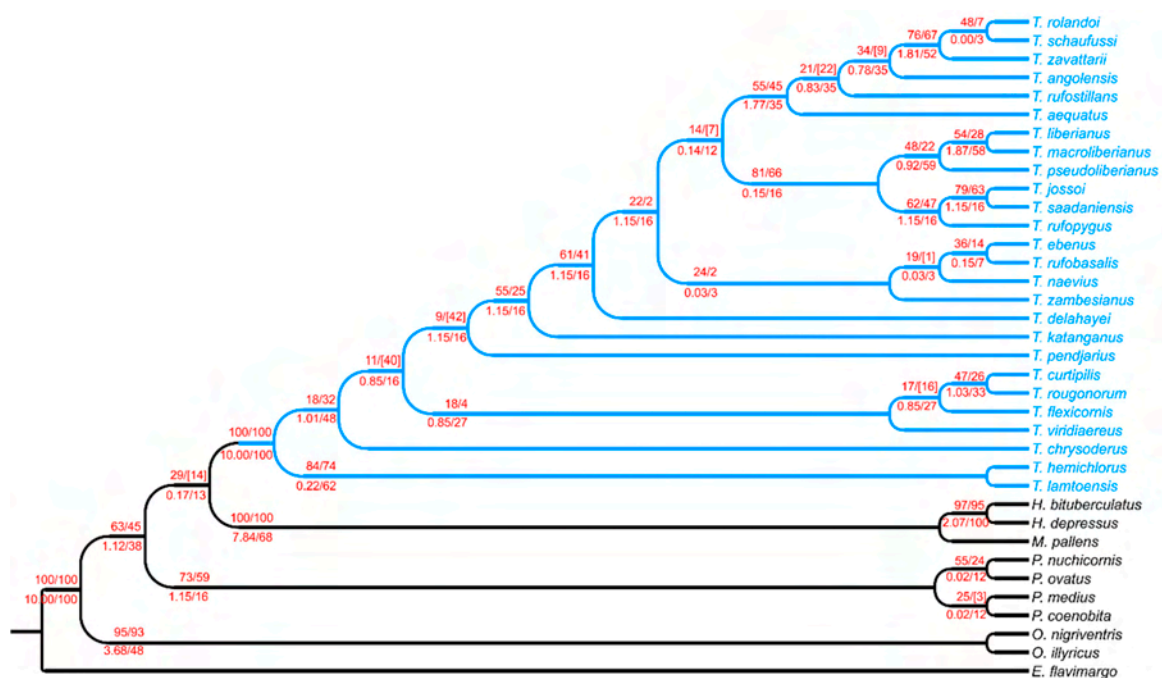 48/7
T. rolandoi
0.00/3
T. schaufussi
76/67
1.81/52
T. zavattarii
34/[9]
0.78/35
T. angolensis
21/[22]
0.83/35
T. rufostillans
55/45
1.77/35
T. aequatus
14/[7]
0.14/12
54/28
T. liberianus
1.87/58
T. macroliberianus
48/22
0.92/59
T. pseudoliberianus
81/66
0.15/16
79/63
T. jossoi
1.15/16
T. saadaniensis
62/47
1.15/16
T. rufopygus
22/2
1.15/16
36/14
T. ebenus
0.15/7
T. rufobasalis
19/[1]
0.03/3
T. naevius
24/2
0.03/3
T. zambesianus
61/41
1.15/16
T. delahayei
55/25
1.15/16
T. katanganus
9/[42]
1.15/16
T. pendjarius
11/[40]
0.85/16
47/26
T. curtipilis
1.03/33
T. rougonorum
17/[16]
0.85/27
T. flexicornis
18/4
0.85/27
T. viridiaereus
18/32
1.01/48
T. chrysoderus
100/100
10.00/100
84/74
0.22/62
T. hemichlorus
T. lamtoensis
29/[14]
0.17/13
97/95
H. bituberculatus
2.07/100
H. depressus
100/100
7.84/68
M. pallens
63/45
1.12/38
55/24
P. nuchicornis
0.02/12
P. ovatus
73/59
1.15/16
25/[3]
P. medius
0.02/12
P. coenobita
100/100
10.00/100
95/93
3.68/48
O. nigriventris
O. illyricus
E. flavimargo